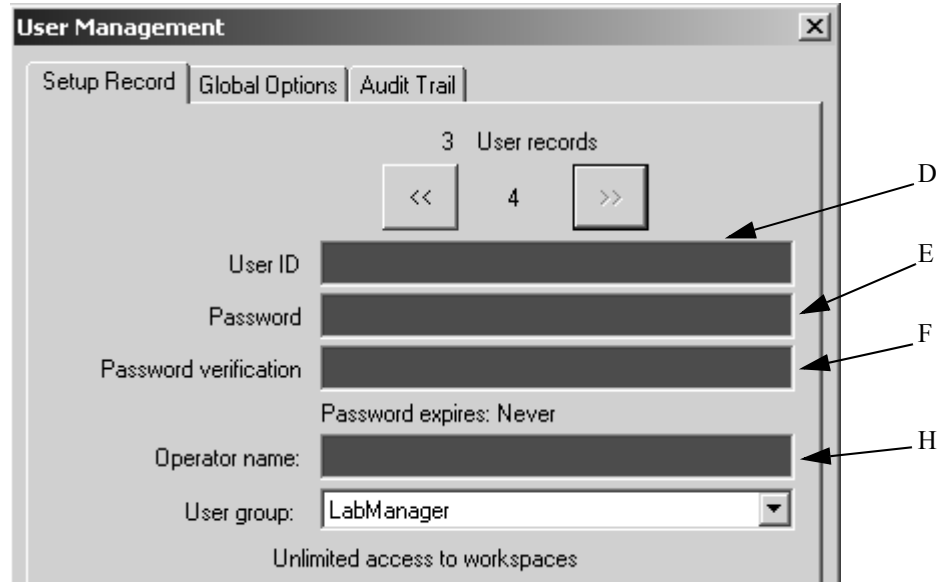 User Management
Setup Record Global Options Audit Trail
3 User records
<< 4 >>
D
User ID
E
Password
F
Password verification
Password expires: Never
H
Operator name:
User group: LabManager
Unlimited access to workspaces